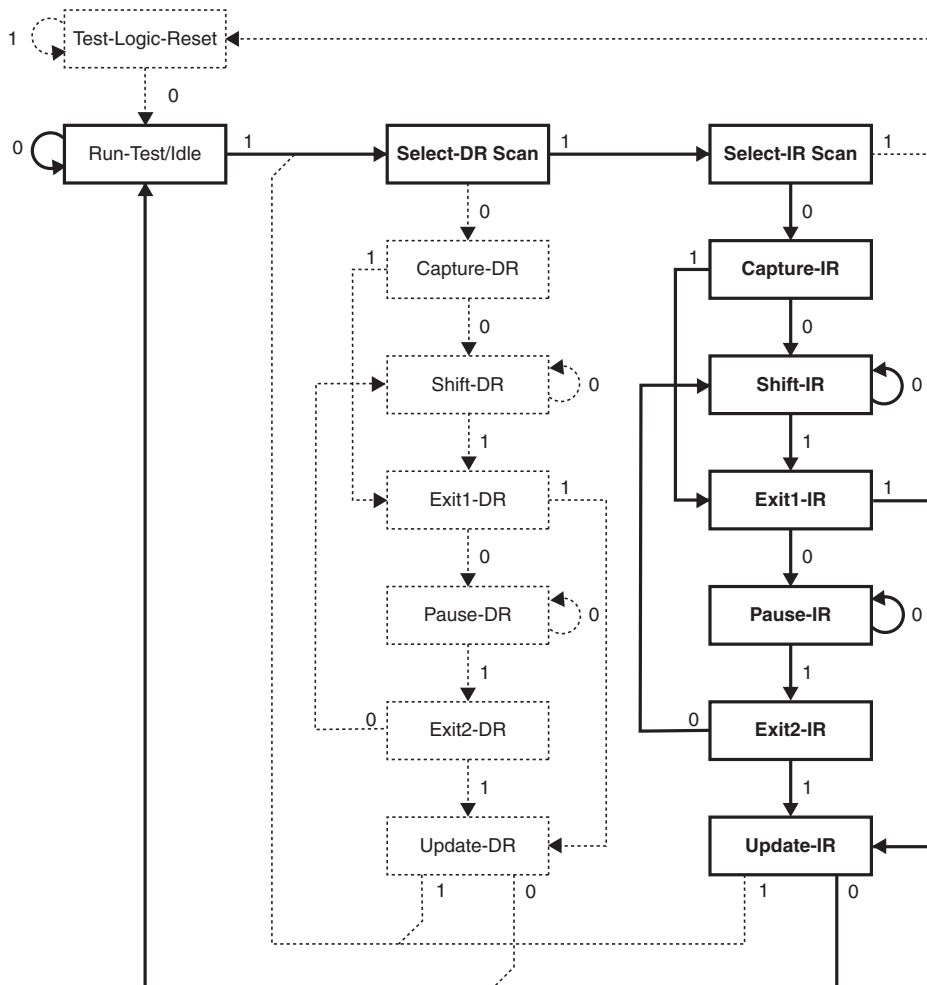 1
Test-Logic-Reset
0
0
Run-Test/Idle
1
Select-DR Scan
1
Select-IR Scan
1
0
0
1
Capture-DR
1
Capture-IR
0
0
Shift-DR
0
Shift-IR
0
1
1
Exit1-DR
1
Exit1-IR
1
0
0
Pause-DR
0
Pause-IR
0
1
1
0
Exit2-DR
0
Exit2-IR
1
1
Update-DR
Update-IR
1
0
1
0